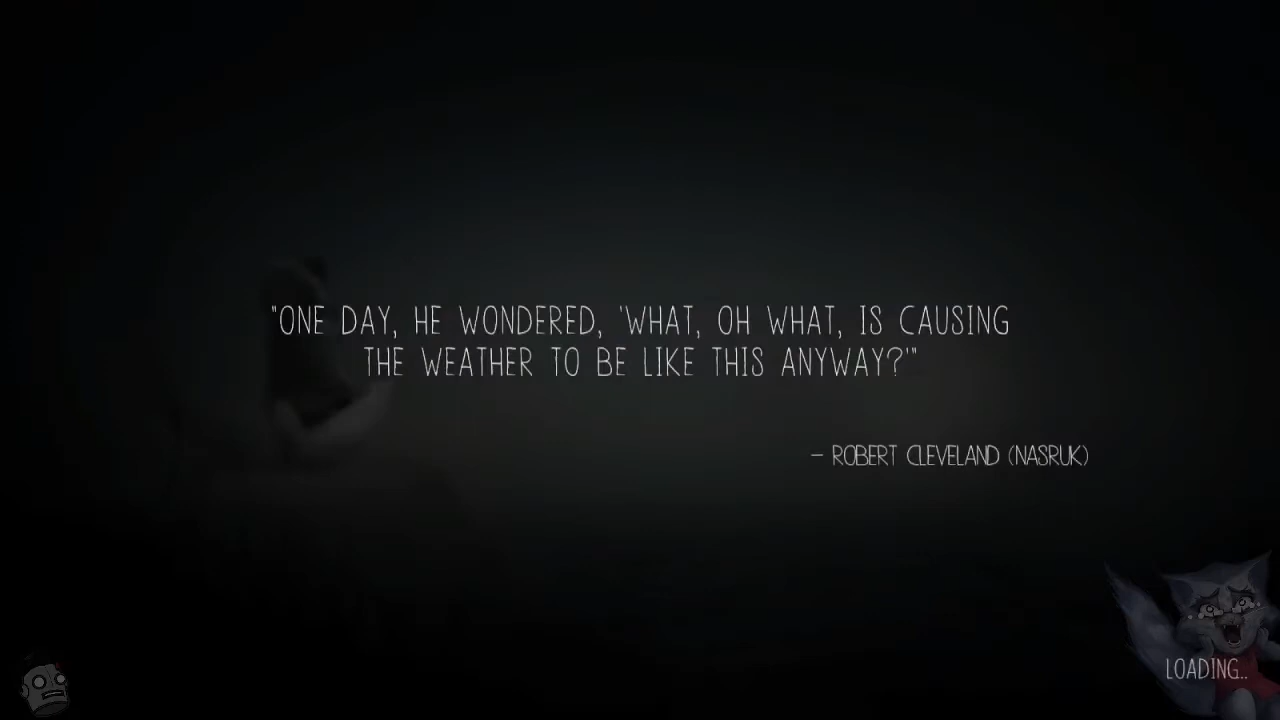 "ONE DAY, HE WONDERED, 'WHAT, OH WHAT, IS CAUSING
THE WEATHER TO BE LIKE THIS ANYWAY?'"
– ROBERT CLEVELAND (NASRUK)
LOADING..